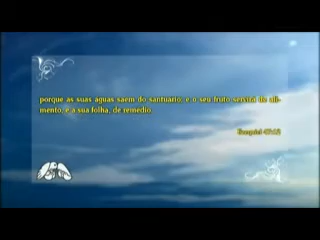 porque as suas águas saem do santuário, e o seu fruto servirá de ali-
mento, e a sua folha, de remédio.
Ezequiel 47:12